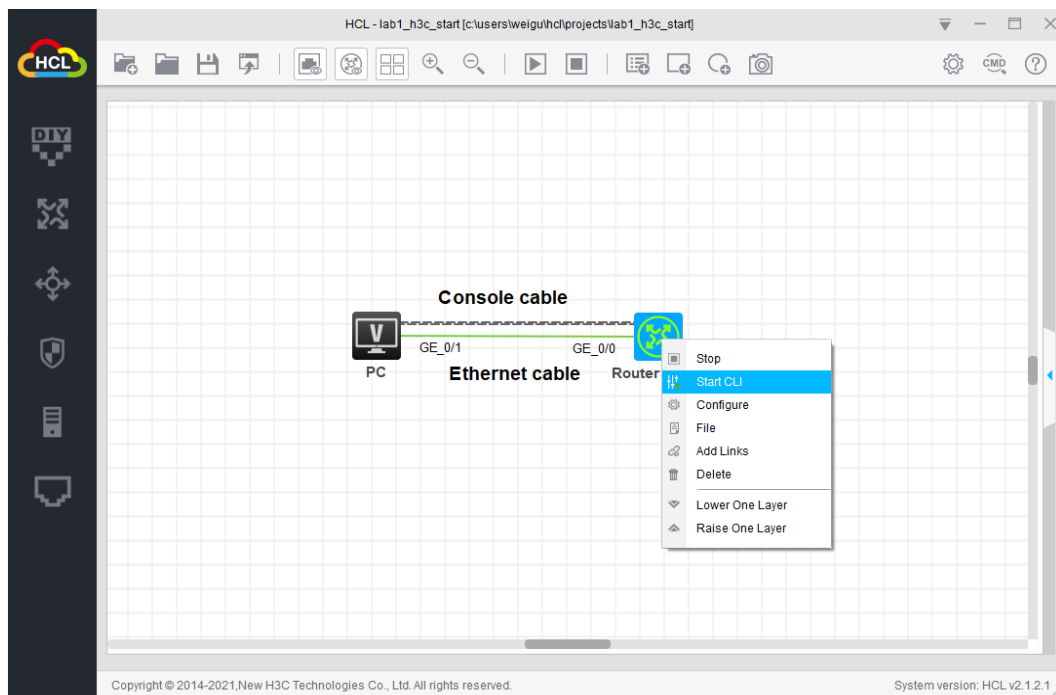 HCL - lab1_h3c_start [c:\users\weigu\hcl\projects\lab1_h3c_start]
HCL
CMD
DIY
Console cable
V
GE_0/1
GE_0/0
PC
Ethernet cable
Router
Stop
Start CLI
Configure
File
Add Links
Delete
Lower One Layer
Raise One Layer
Copyright © 2014-2021,New H3C Technologies Co., Ltd. All rights reserved.
System version: HCL v2.1.2.1